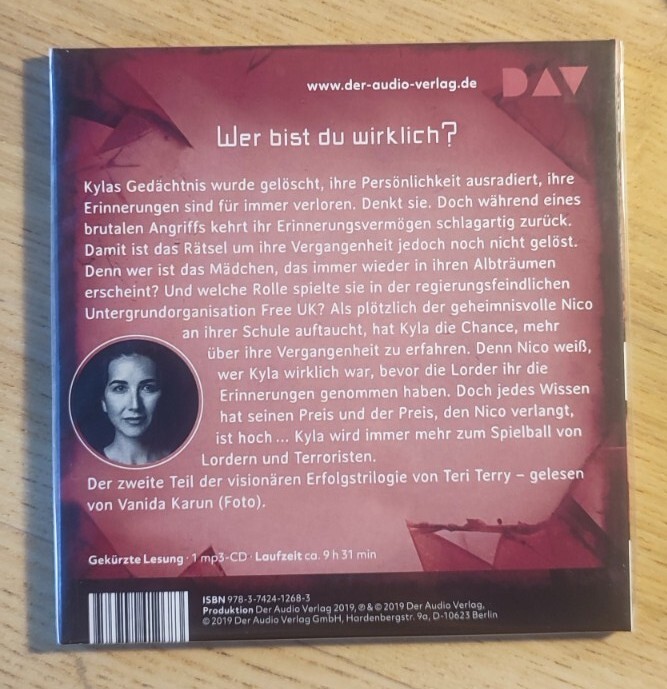 www.der-audio-verlag.de
DAV
Wer bist du wirklich?
Kylas Gedächtnis wurde gelöscht, ihre Persönlichkeit ausradiert, ihre
Erinnerungen sind für immer verloren. Denkt sie. Doch während eines
brutalen Angriffs kehrt ihr Erinnerungsvermögen schlagartig zurück.
Damit ist das Rätsel um ihre Vergangenheit jedoch noch nicht gelöst.
Denn wer ist das Mädchen, das immer wieder in ihren Albträumen
erscheint? Und welche Rolle spielte sie in der regierungsfeindlichen
Untergrundorganisation Free UK? Als plötzlich der geheimnisvolle Nico
an ihrer Schule auftaucht, hat Kyla die Chance, mehr
über ihre Vergangenheit zu erfahren. Denn Nico weiß,
wer Kyla wirklich war, bevor die Lorder ihr die
Erinnerungen genommen haben. Doch jedes Wissen
hat seinen Preis und der Preis, den Nico verlangt,
ist hoch ... Kyla wird immer mehr zum Spielball von
Lordern und Terroristen.
Der zweite Teil der visionären Erfolgstrilogie von Teri Terry – gelesen
von Vanida Karun (Foto).
Gekürzte Lesung · 1 mp3-CD · Laufzeit ca. 9 h 31 min
ISBN 978-3-7424-1268-3
Produktion Der Audio Verlag 2019, ℗ & © 2019 Der Audio Verlag,
© 2019 Der Audio Verlag GmbH, Hardenbergstr. 9a, D-10623 Berlin